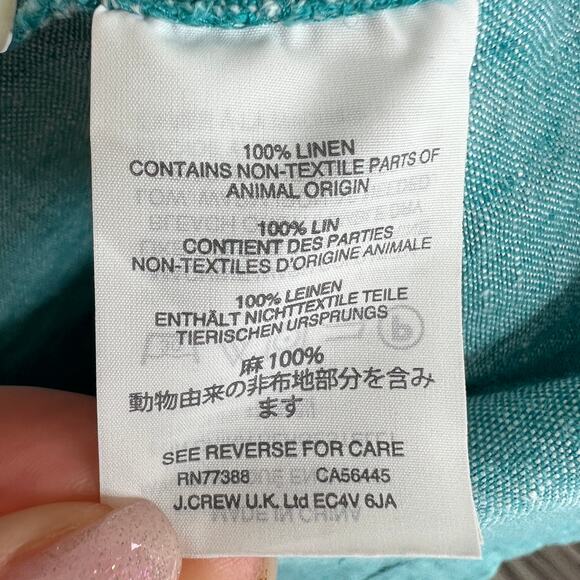 100% LINEN
CONTAINS NON-TEXTILE PARTS OF
ANIMAL ORIGIN
100% LIN
CONTIENT DES PARTIES
NON-TEXTILES D'ORIGINE ANIMALE
100% LEINEN
ENTHÄLT NICHTTEXTILE TEILE
TIERISCHEN URSPRUNGS
麻 100%
動物由来の非布地部分を含み
ます
SEE REVERSE FOR CARE
RN77388 CA56445
J.CREW U.K. Ltd EC4V 6JA